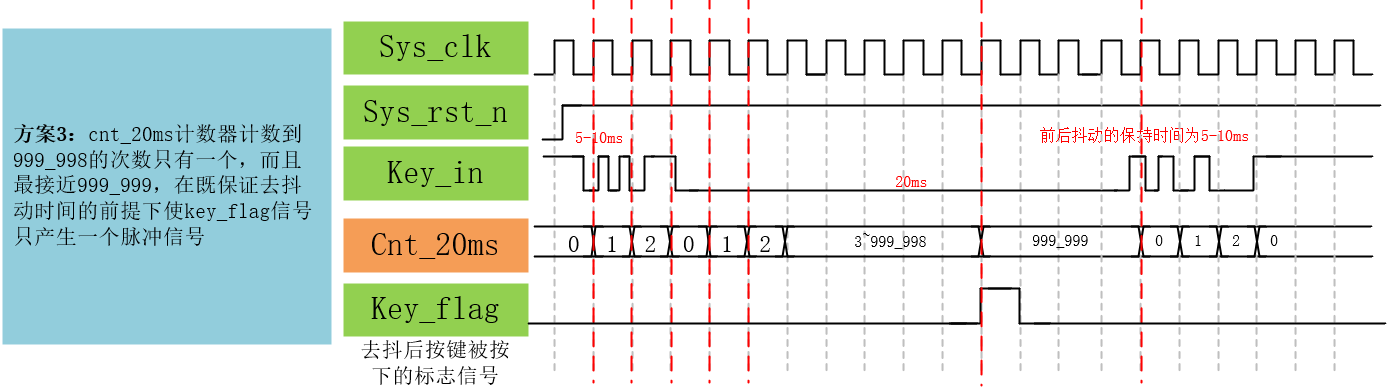 方案3：cnt_20ms计数器计数到
999_998的次数只有一个，而且
最接近999_999，在既保证去抖
动时间的前提下使key_flag信号
只产生一个脉冲信号
Sys_clk
Sys_rst_n
5-10ms
前后抖动的保持时间为5-10ms
Key_in
20ms
Cnt_20ms
0 1 2 0 1 2 3~999_998 999_999 0 1 2 0
Key_flag
去抖后按键被按
下的标志信号